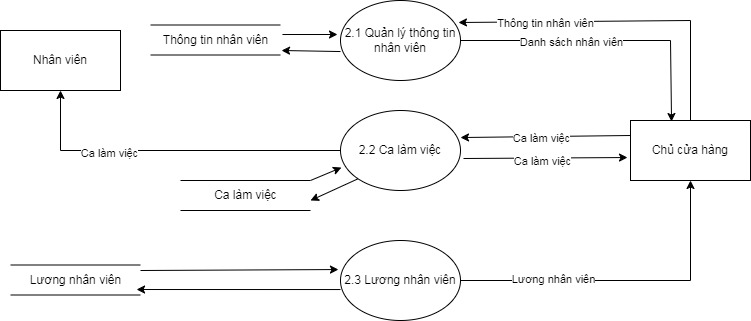 Thông tin nhân viên
2.1 Quản lý thông tin
nhân viên
Thông tin nhân viên
Danh sách nhân viên
Nhân viên
Ca làm việc
2.2 Ca làm việc
Ca làm việc
Ca làm việc
Chủ cửa hàng
Ca làm việc
Lương nhân viên
2.3 Lương nhân viên
Lương nhân viên